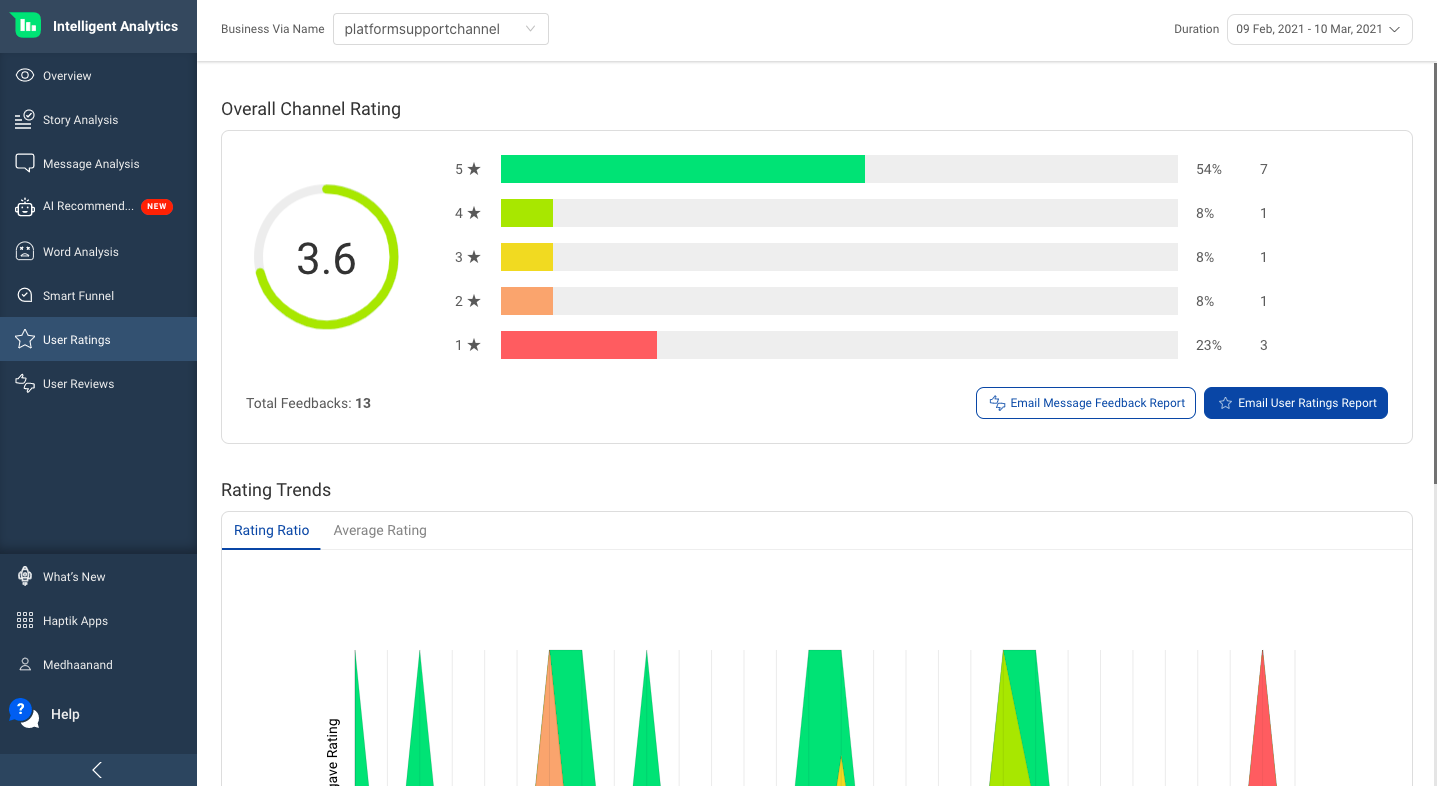 Intelligent Analytics
Business Via Name
platformsupportchannel
Duration
09 Feb, 2021 - 10 Mar, 2021
Overview
Story Analysis
Message Analysis
AI Recommend...
NEW
Word Analysis
Smart Funnel
User Ratings
User Reviews
What's New
Haptik Apps
Medhaanand
?
Help
Overall Channel Rating
3.6
5 ★ 54% 7
4 ★ 8% 1
3 ★ 8% 1
2 ★ 8% 1
1 ★ 23% 3
Total Feedbacks: 13
Email Message Feedback Report
Email User Ratings Report
Rating Trends
Rating Ratio
Average Rating
gave Rating